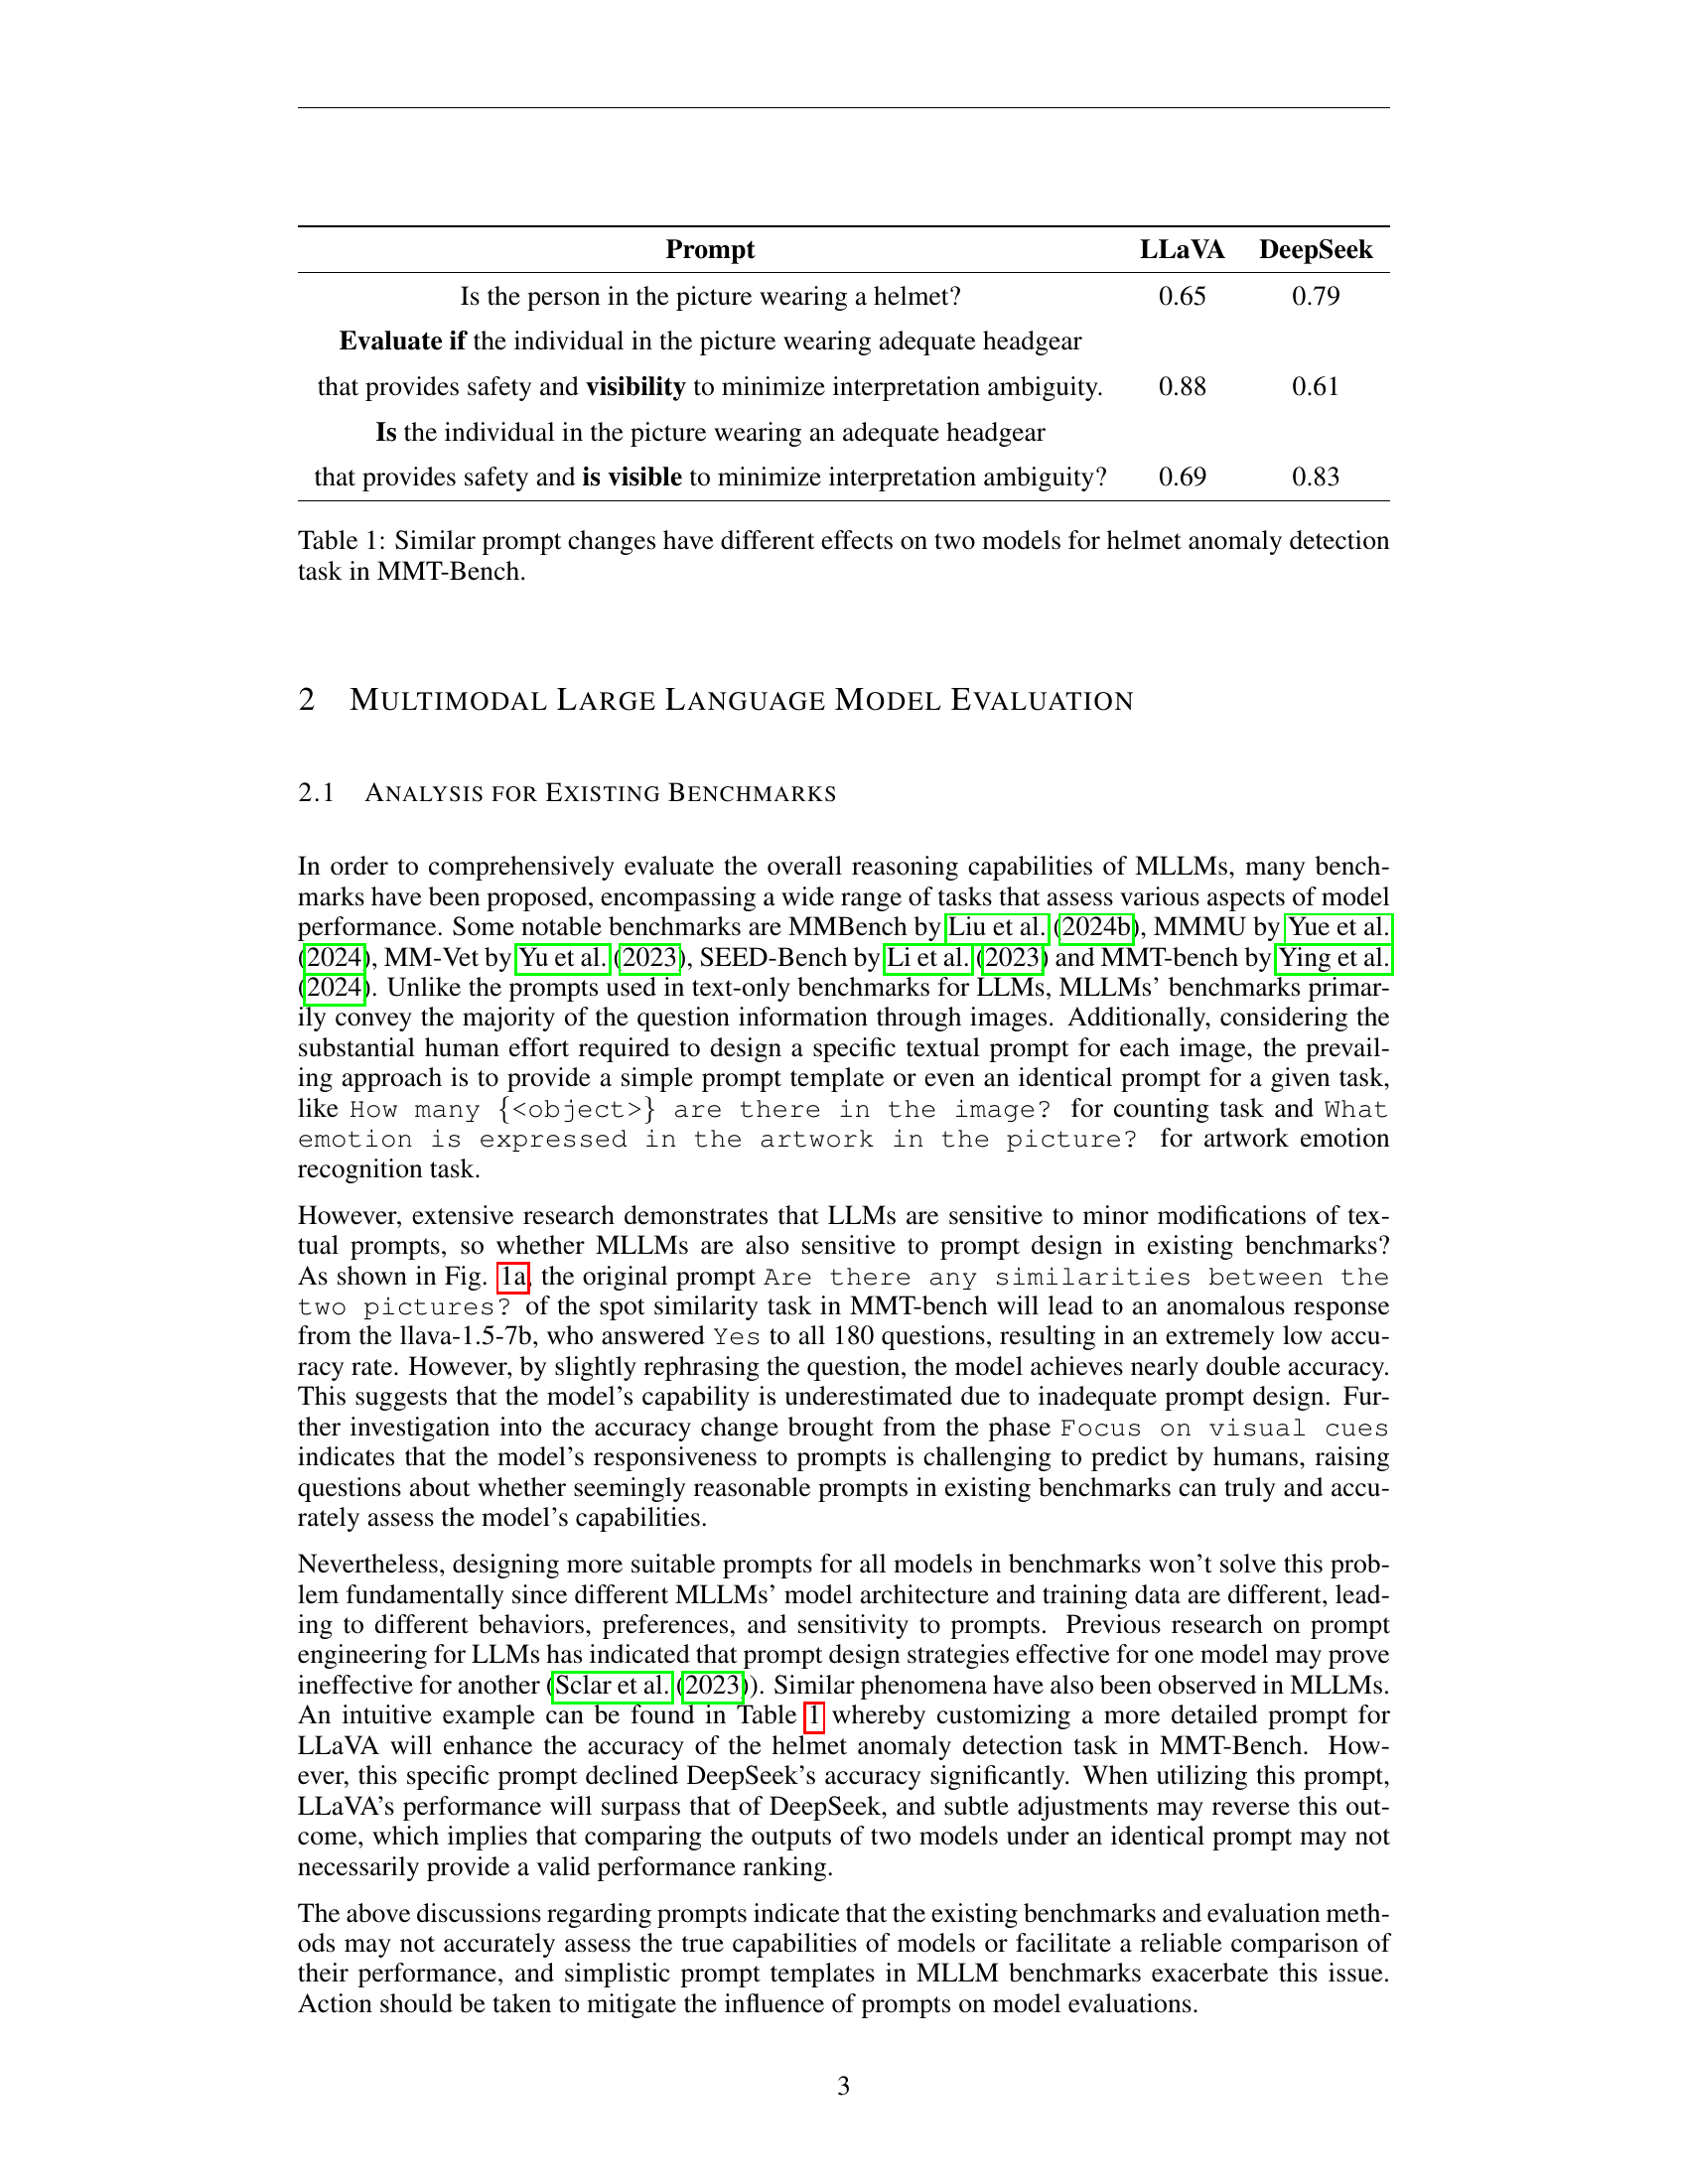 Prompt LLaVA DeepSeek
Is the person in the picture wearing a helmet? 0.65 0.79
Evaluate if the individual in the picture wearing adequate headgear
that provides safety and visibility to minimize interpretation ambiguity. 0.88 0.61
Is the individual in the picture wearing an adequate headgear
that provides safety and is visible to minimize interpretation ambiguity? 0.69 0.83
Table 1: Similar prompt changes have different effects on two models for helmet anomaly detection
task in MMT-Bench.
2 MULTIMODAL LARGE LANGUAGE MODEL EVALUATION
2.1 ANALYSIS FOR EXISTING BENCHMARKS
In order to comprehensively evaluate the overall reasoning capabilities of MLLMs, many bench-
marks have been proposed, encompassing a wide range of tasks that assess various aspects of model
performance. Some notable benchmarks are MMBench by Liu et al. (2024b), MMMU by Yue et al.
(2024), MM-Vet by Yu et al. (2023), SEED-Bench by Li et al. (2023) and MMT-bench by Ying et al.
(2024). Unlike the prompts used in text-only benchmarks for LLMs, MLLMs' benchmarks primar-
ily convey the majority of the question information through images. Additionally, considering the
substantial human effort required to design a specific textual prompt for each image, the prevail-
ing approach is to provide a simple prompt template or even an identical prompt for a given task,
like How many {<object>} are there in the image? for counting task and What
emotion is expressed in the artwork in the picture? for artwork emotion
recognition task.
However, extensive research demonstrates that LLMs are sensitive to minor modifications of tex-
tual prompts, so whether MLLMs are also sensitive to prompt design in existing benchmarks?
As shown in Fig. 1a, the original prompt Are there any similarities between the
two pictures? of the spot similarity task in MMT-bench will lead to an anomalous response
from the llava-1.5-7b, who answered Yes to all 180 questions, resulting in an extremely low accu-
racy rate. However, by slightly rephrasing the question, the model achieves nearly double accuracy.
This suggests that the model's capability is underestimated due to inadequate prompt design. Fur-
ther investigation into the accuracy change brought from the phase Focus on visual cues
indicates that the model's responsiveness to prompts is challenging to predict by humans, raising
questions about whether seemingly reasonable prompts in existing benchmarks can truly and accu-
rately assess the model's capabilities.
Nevertheless, designing more suitable prompts for all models in benchmarks won't solve this prob-
lem fundamentally since different MLLMs' model architecture and training data are different, lead-
ing to different behaviors, preferences, and sensitivity to prompts. Previous research on prompt
engineering for LLMs has indicated that prompt design strategies effective for one model may prove
ineffective for another (Sclar et al. (2023)). Similar phenomena have also been observed in MLLMs.
An intuitive example can be found in Table 1 whereby customizing a more detailed prompt for
LLaVA will enhance the accuracy of the helmet anomaly detection task in MMT-Bench. How-
ever, this specific prompt declined DeepSeek's accuracy significantly. When utilizing this prompt,
LLaVA's performance will surpass that of DeepSeek, and subtle adjustments may reverse this out-
come, which implies that comparing the outputs of two models under an identical prompt may not
necessarily provide a valid performance ranking.
The above discussions regarding prompts indicate that the existing benchmarks and evaluation meth-
ods may not accurately assess the true capabilities of models or facilitate a reliable comparison of
their performance, and simplistic prompt templates in MLLM benchmarks exacerbate this issue.
Action should be taken to mitigate the influence of prompts on model evaluations.
3